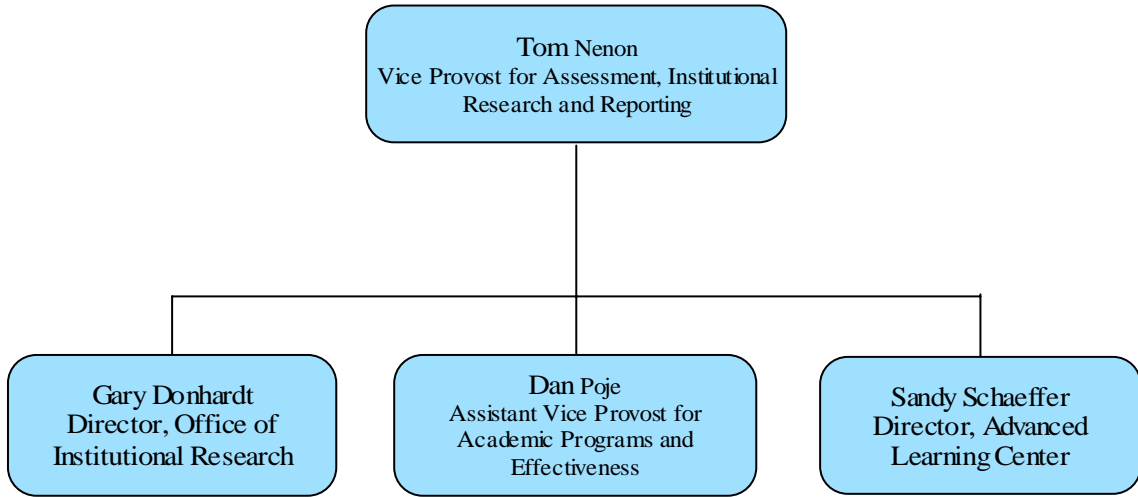 Tom Nenon
Vice Provost for Assessment, Institutional
Research and Reporting
Gary Donhardt
Director, Office of
Institutional Research
Dan Poje
Assistant Vice Provost for
Academic Programs and
Effectiveness
Sandy Schaeffer
Director, Advanced
Learning Center